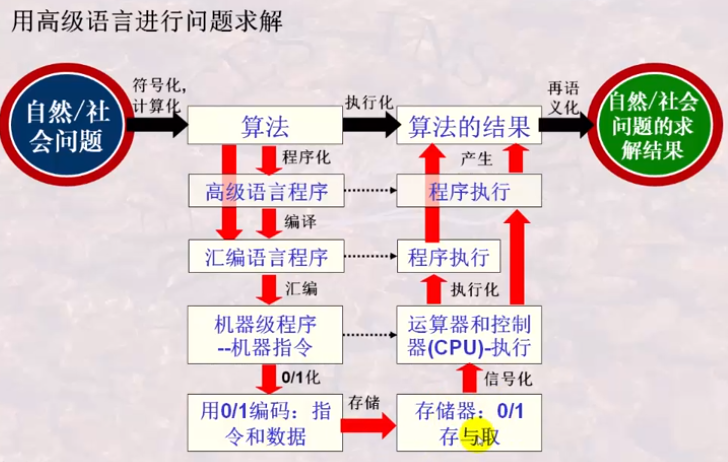 用高级语言进行问题求解
自然/社
会问题
符号化，
计算化
算法
执行化
算法的结果
再语
义化
自然/社会
问题的求
解结果
程序化
产生
高级语言程序
程序执行
编译
汇编语言程序
程序执行
汇编
执行化
机器级程序
--机器指令
运算器和控制
器(CPU)-执行
0/1化
信号化
用0/1编码：指
令和数据
存储
存储器：0/1
存与取